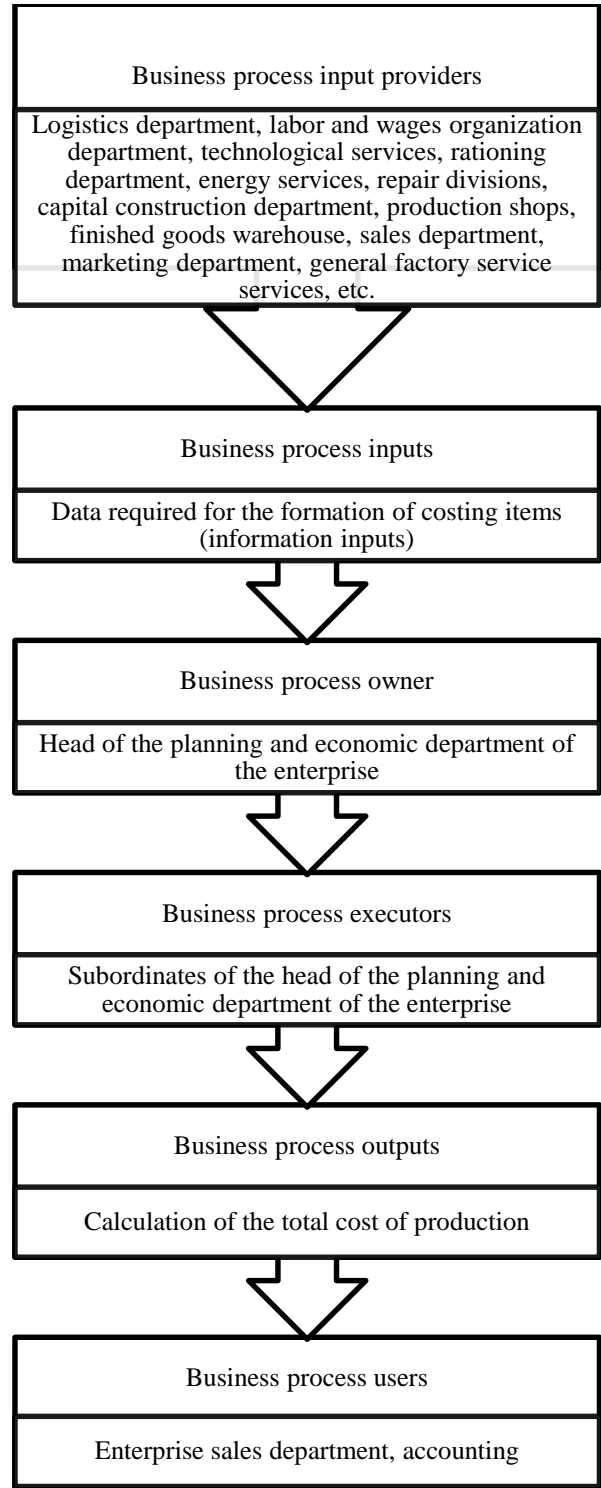 Business process input providers
Logistics department, labor and wages organization
department, technological services, rationing
department, energy services, repair divisions,
capital construction department, production shops,
finished goods warehouse, sales department,
marketing department, general factory service
services, etc.
Business process inputs
Data required for the formation of costing items
(information inputs)
Business process owner
Head of the planning and economic department of
the enterprise
Business process executors
Subordinates of the head of the planning and
economic department of the enterprise
Business process outputs
Calculation of the total cost of production
Business process users
Enterprise sales department, accounting